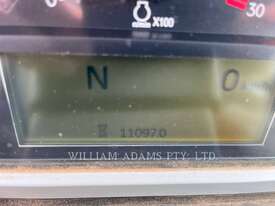 X100
30
N 0
11097.0
WILLIAM ADAMS PTY. LTD.